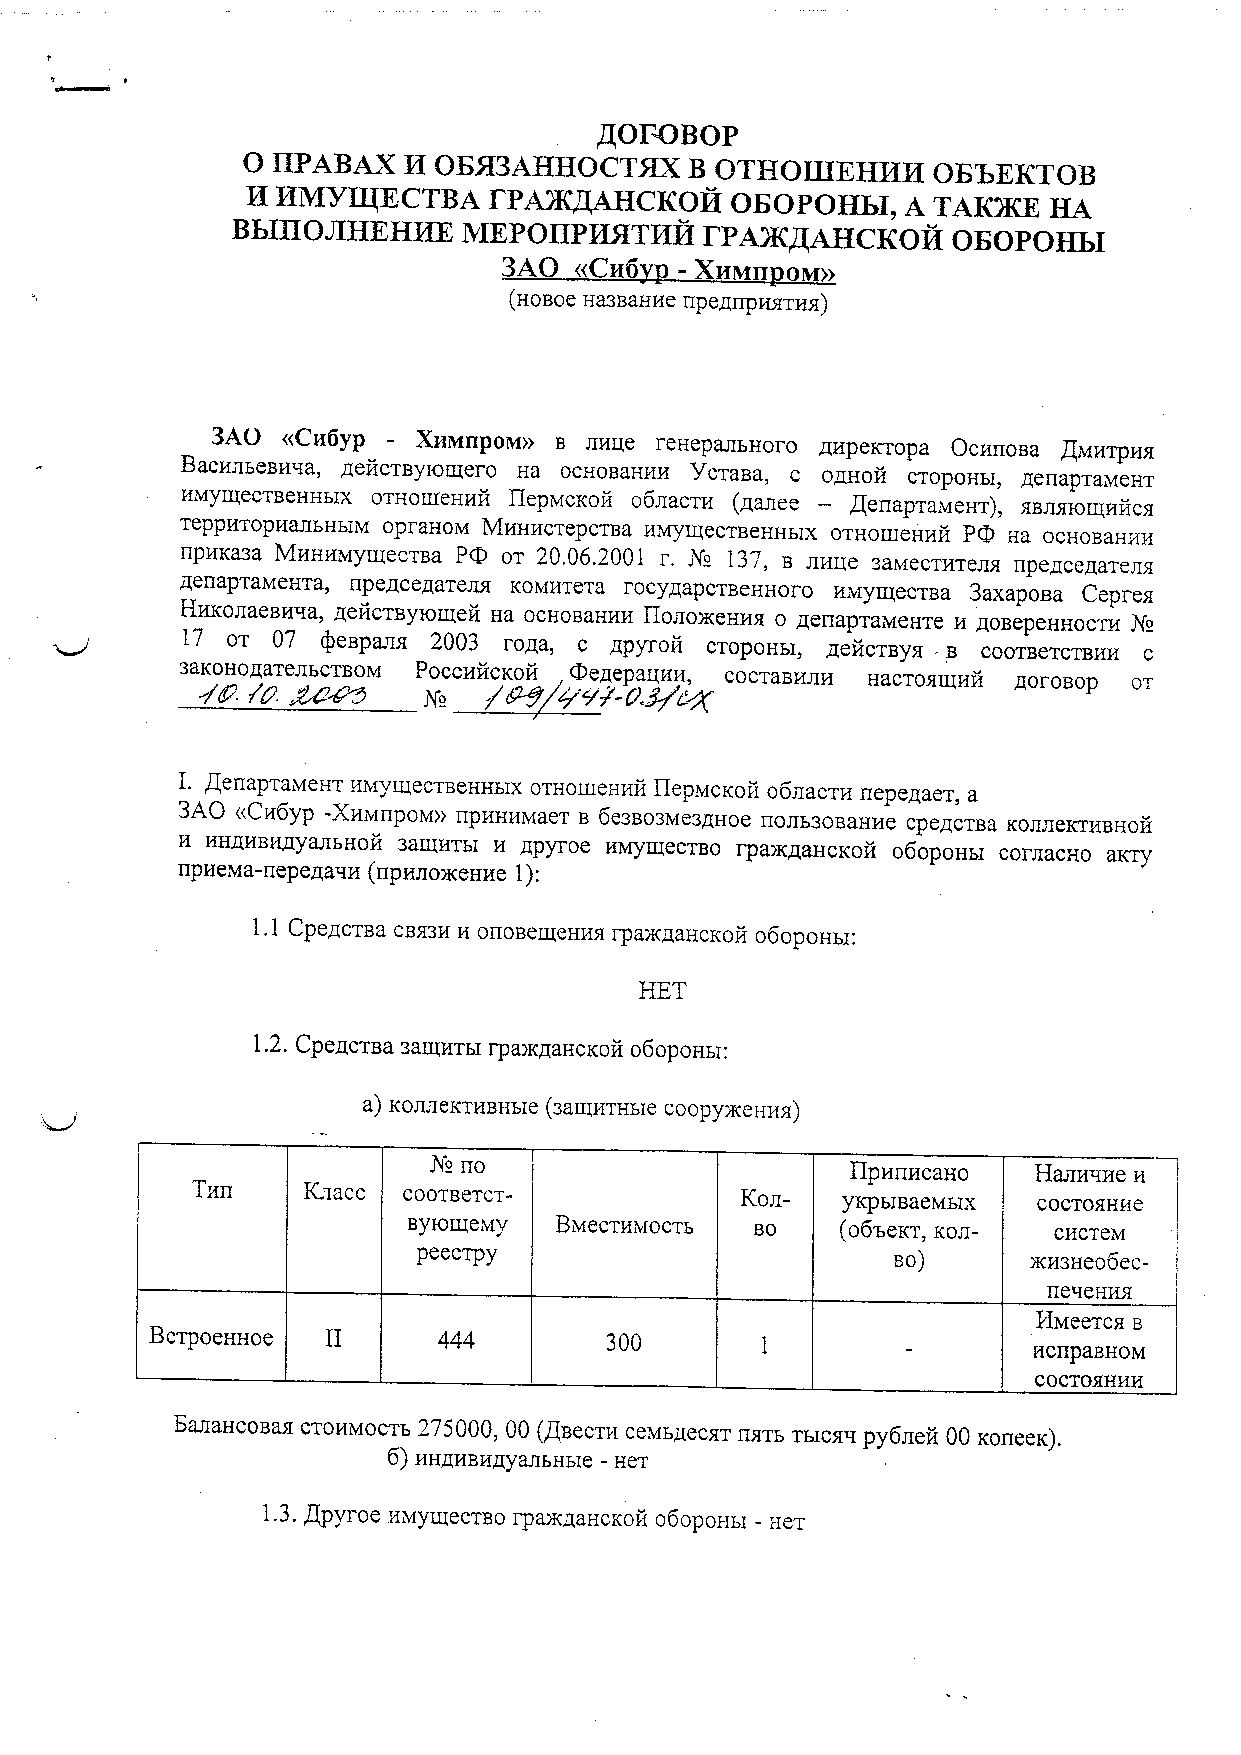 ДОГОВОР
О ПРАВАХ И ОБЯЗАННОСТЯХ В ОТНОШЕНИИ ОБЪЕКТОВ
И ИМУЩЕСТВА ГРАЖДАНСКОЙ ОБОРОНЫ, А ТАКЖЕ НА
ВЫПОЛНЕНИЕ МЕРОПРИЯТИЙ ГРАЖДАНСКОЙ ОБОРОНЫ
ЗАО «Сибур - Химпром»
(новое название предприятия)
ЗАО «Сибур - Химпром» в лице генерального директора Осипова Дмитрия
Васильевича, действующего на основании Устава, с одной стороны, департамент
имущественных отношений Пермской области (далее – Департамент), являющийся
территориальным органом Министерства имущественных отношений РФ на основании
приказа Минимущества РФ от 20.06.2001 г. № 137, в лице заместителя председателя
департамента, председателя комитета государственного имущества Захарова Сергея
Николаевича, действующей на основании Положения о департаменте и доверенности №
17 от 07 февраля 2003 года, с другой стороны, действуя в соответствии с
законодательством Российской Федерации, составили настоящий договор от
10.10.2003 №
I. Департамент имущественных отношений Пермской области передает, а
ЗАО «Сибур -Химпром» принимает в безвозмездное пользование средства коллективной
и индивидуальной защиты и другое имущество гражданской обороны согласно акту
приема-передачи (приложение 1):
1.1 Средства связи и оповещения гражданской обороны:
НЕТ
1.2. Средства защиты гражданской обороны:
а) коллективные (защитные сооружения)
Тип
Класс
№ по
соответст-
вующему
реестру
Вместимость
Кол-
во
Приписано
укрываемых
(объект, кол-
во)
Наличие и
состояние
систем
жизнеобес-
печения
Встроенное
II
444
300
1
-
Имеется в
исправном
состоянии
Балансовая стоимость 275000, 00 (Двести семьдесят пять тысяч рублей 00 копеек).
б) индивидуальные - нет
1.3. Другое имущество гражданской обороны - нет